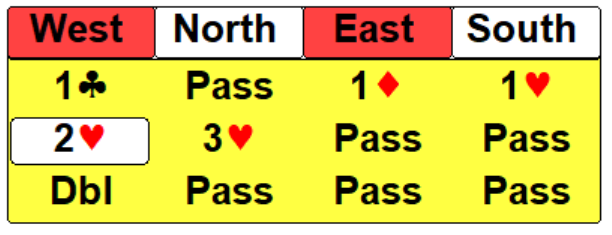 West North East South
1♣ Pass 1♦ 1♥
2♥ 3♥ Pass Pass
Dbl Pass Pass Pass